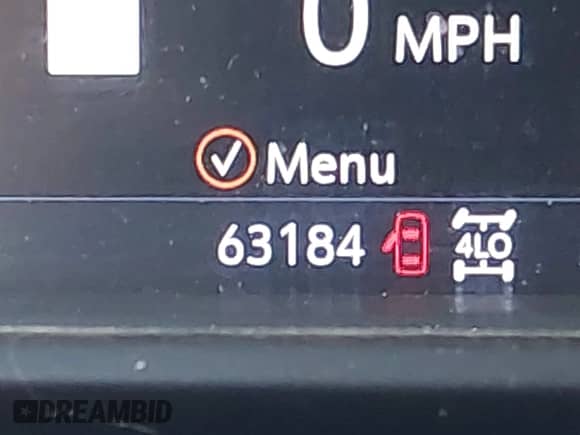 0 MPH
Menu
63184
4LO
DREAMBID